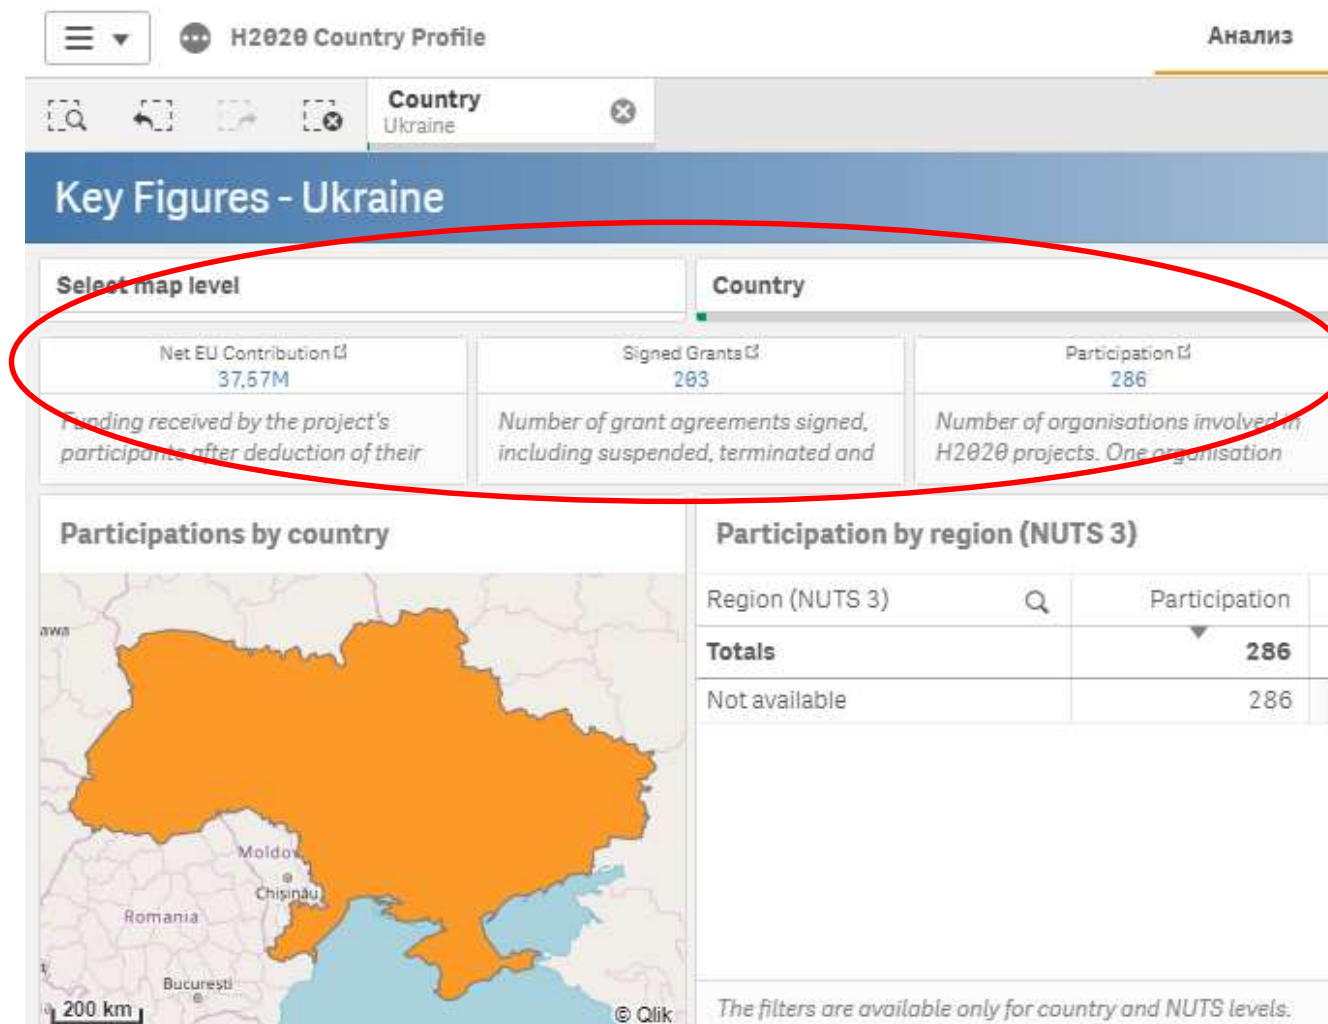 H2020 Country Profile
Анализ
Country
Ukraine
Key Figures - Ukraine
Select map level
Country
Net EU Contribution
37,57M
Funding received by the project's
participants after deduction of their
Signed Grants
203
Number of grant agreements signed,
including suspended, terminated and
Participation
286
Number of organisations involved in
H2020 projects. One organisation
Participations by country
awa
Moldov
Chișinău
Romania
București
200 km
© Qlik
Participation by region (NUTS 3)
Region (NUTS 3) Participation
Totals 286
Not available 286
The filters are available only for country and NUTS levels.